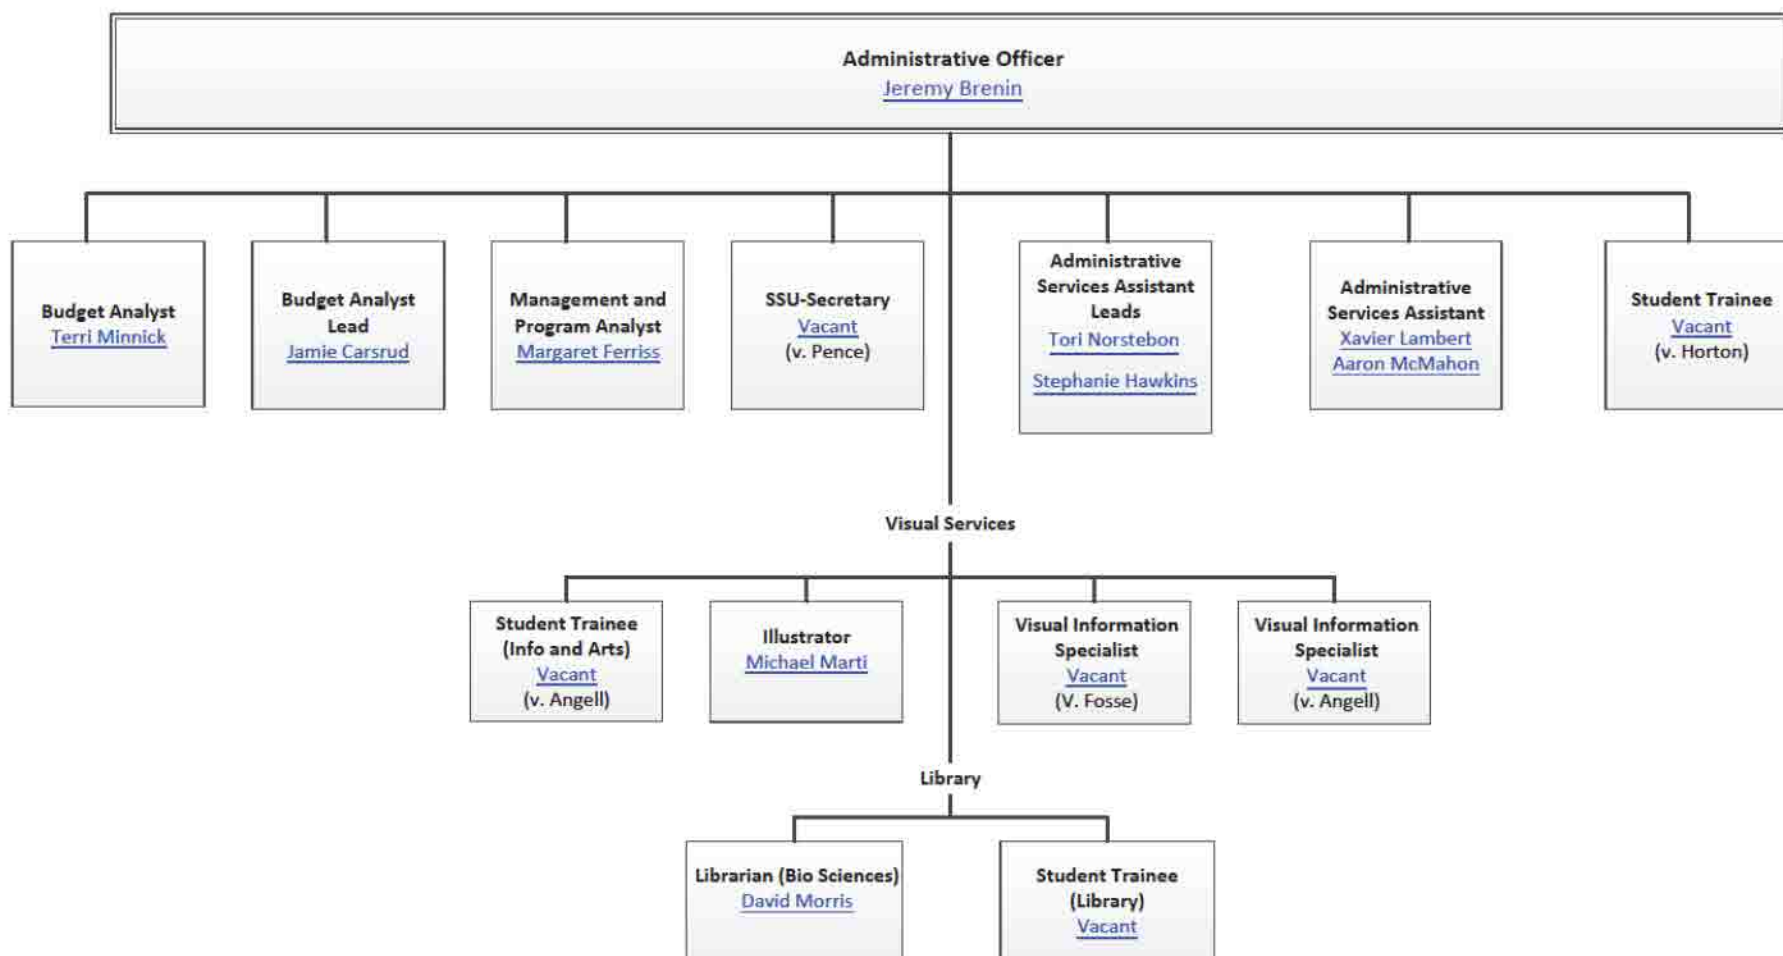 Administrative Officer
Jeremy Brenin
Budget Analyst
Terri Minnick
Budget Analyst
Lead
Jamie Carsrud
Management and
Program Analyst
Margaret Ferriss
SSU-Secretary
Vacant
(v. Pence)
Administrative
Services Assistant
Leads
Tori Norstebon
Stephanie Hawkins
Administrative
Services Assistant
Xavier Lambert
Aaron McMahon
Student Trainee
Vacant
(v. Horton)
Visual Services
Student Trainee
(Info and Arts)
Vacant
(v. Angell)
Illustrator
Michael Marti
Visual Information
Specialist
Vacant
(V. Fosse)
Visual Information
Specialist
Vacant
(v. Angell)
Library
Librarian (Bio Sciences)
David Morris
Student Trainee
(Library)
Vacant